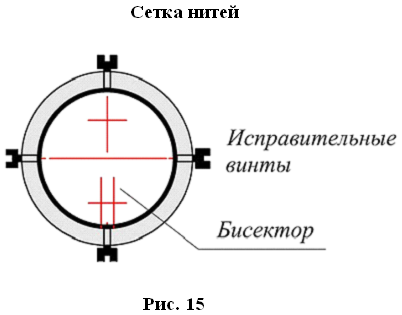 Сетка нитей
Исправительные
винты
Бисектор
Рис. 15